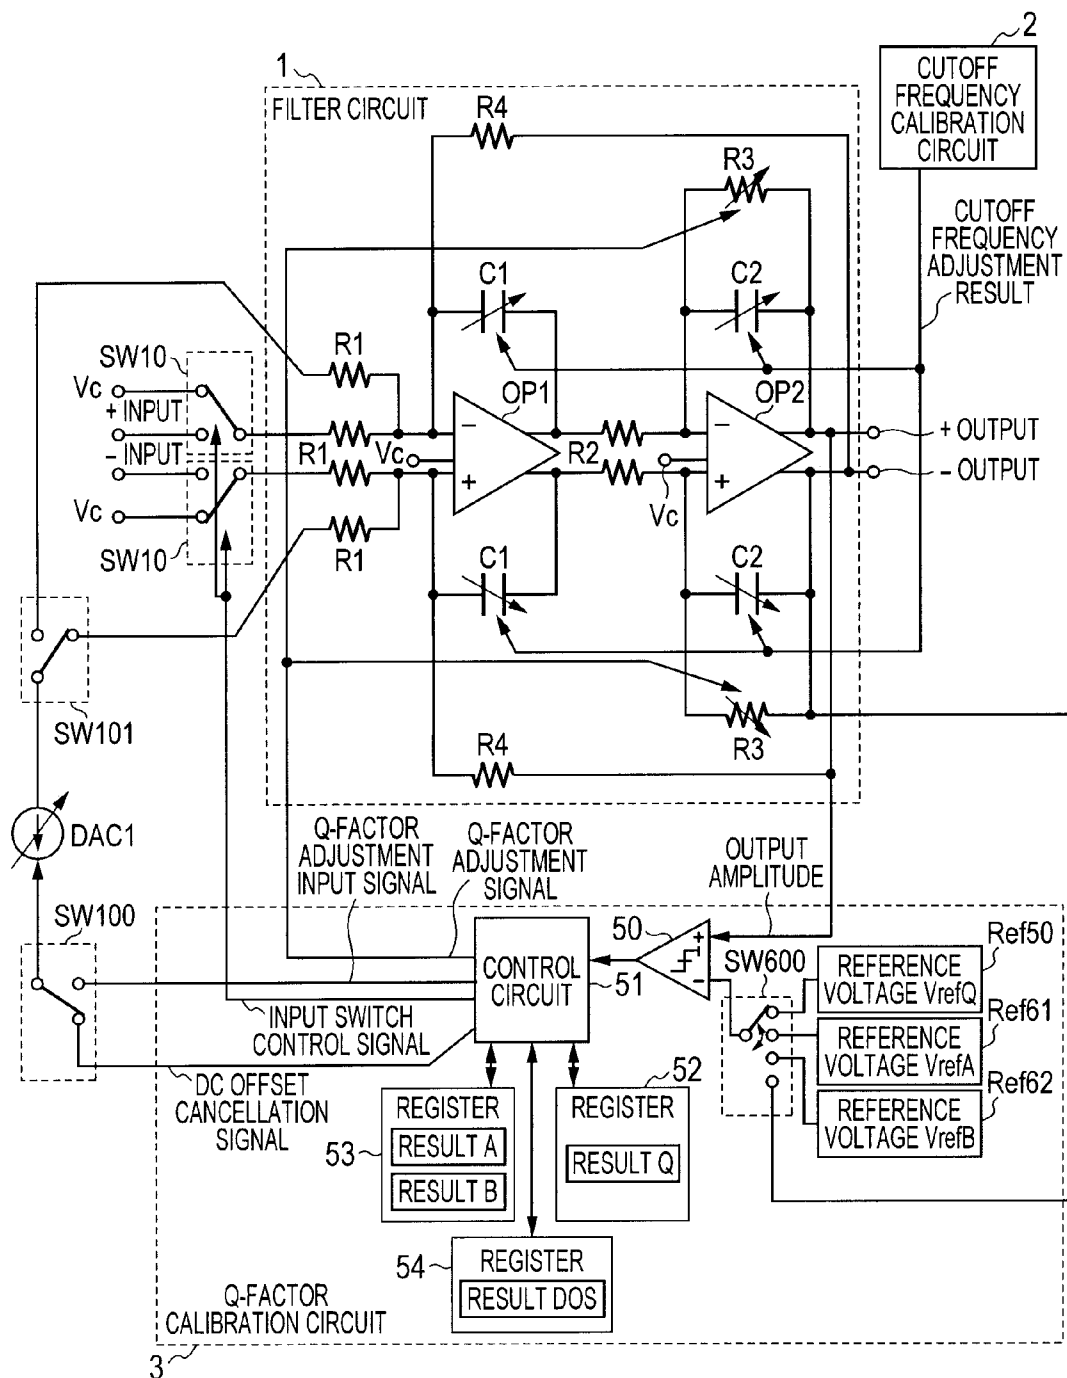 1
FILTER CIRCUIT
2
CUTOFF
FREQUENCY
CALIBRATION
CIRCUIT
R4
R3
CUTOFF
FREQUENCY
ADJUSTMENT
RESULT
C1
C2
SW10
R1
OP1
OP2
Vc
+ INPUT
R1
Vc
R2
+ OUTPUT
- INPUT
- OUTPUT
Vc
Vc
SW10
R1
C1
C2
SW101
R3
R4
DAC1
Q-FACTOR
ADJUSTMENT
INPUT SIGNAL
Q-FACTOR
ADJUSTMENT
SIGNAL
OUTPUT
AMPLITUDE
SW100
50
CONTROL
CIRCUIT
51
SW600
REFERENCE
VOLTAGE VrefQ
Ref50
REFERENCE
VOLTAGE VrefA
Ref61
REFERENCE
VOLTAGE VrefB
Ref62
INPUT SWITCH
CONTROL SIGNAL
DC OFFSET
CANCELLATION
SIGNAL
53
REGISTER
RESULT A
RESULT B
52
REGISTER
RESULT Q
54
REGISTER
RESULT DOS
Q-FACTOR
CALIBRATION CIRCUIT
3